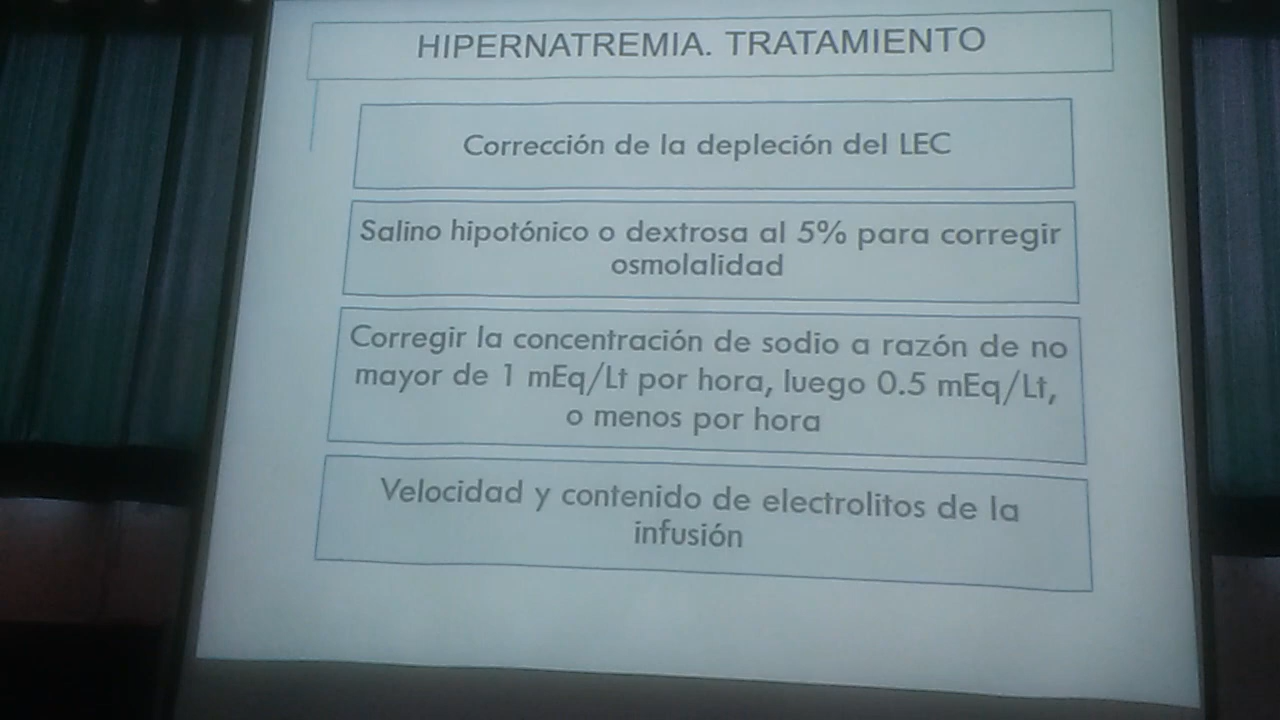 HIPERNATREMIA. TRATAMIENTO
Corrección de la depleción del LEC
Salino hipotónico o dextrosa al 5% para corregir
osmolalidad
Corregir la concentración de sodio a razón de no
mayor de 1 mEq/Lt por hora, luego 0.5 mEq/Lt,
o menos por hora
Velocidad y contenido de electrolitos de la
infusión